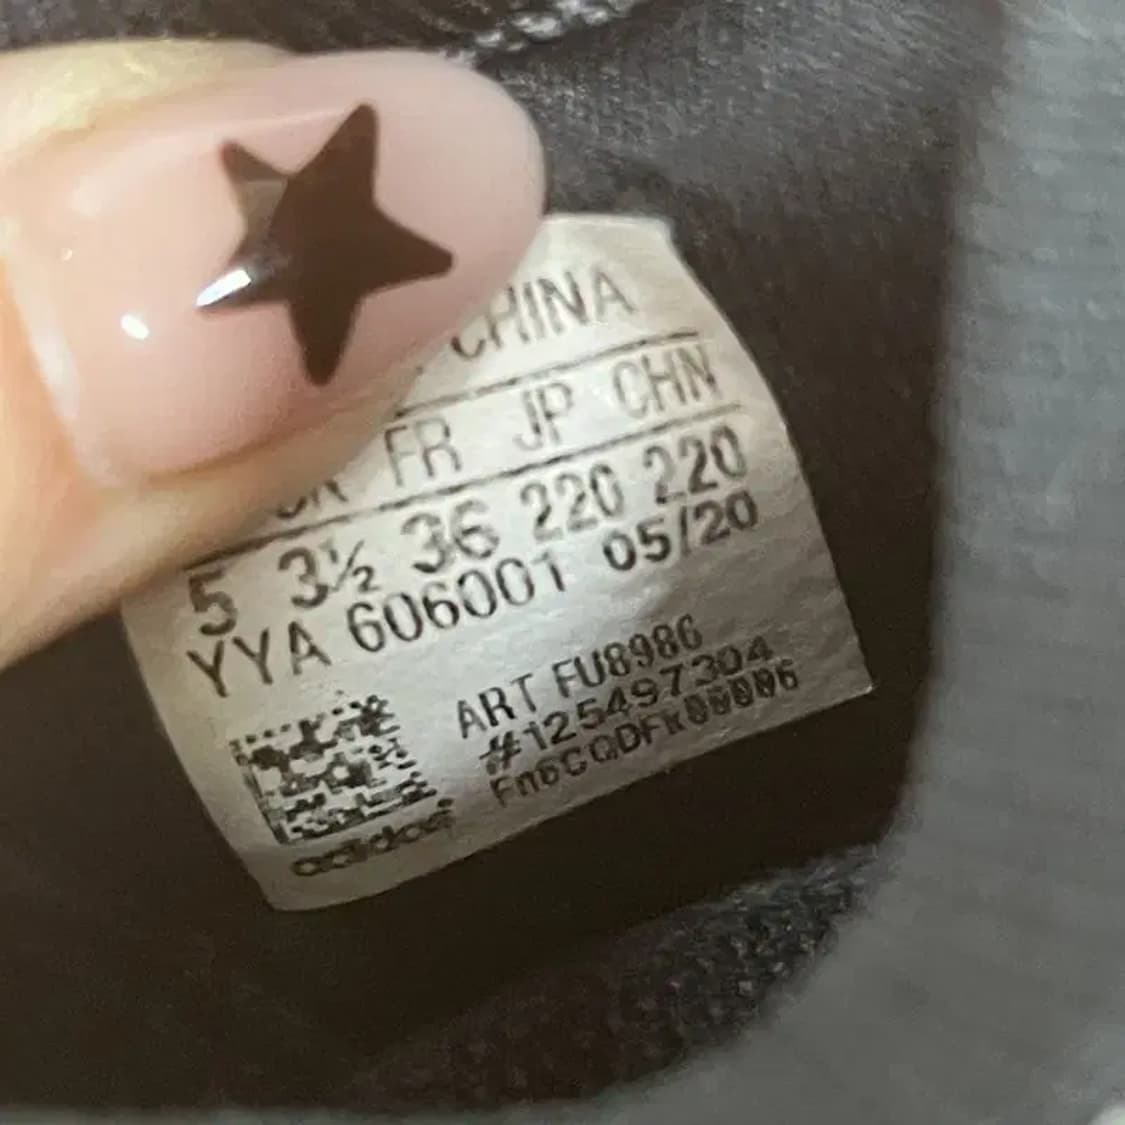 CHINA
FR JP CHN
5 3½ 36 220 220
YYA 606001 05/20
ART FU8986
#125497304
adidas